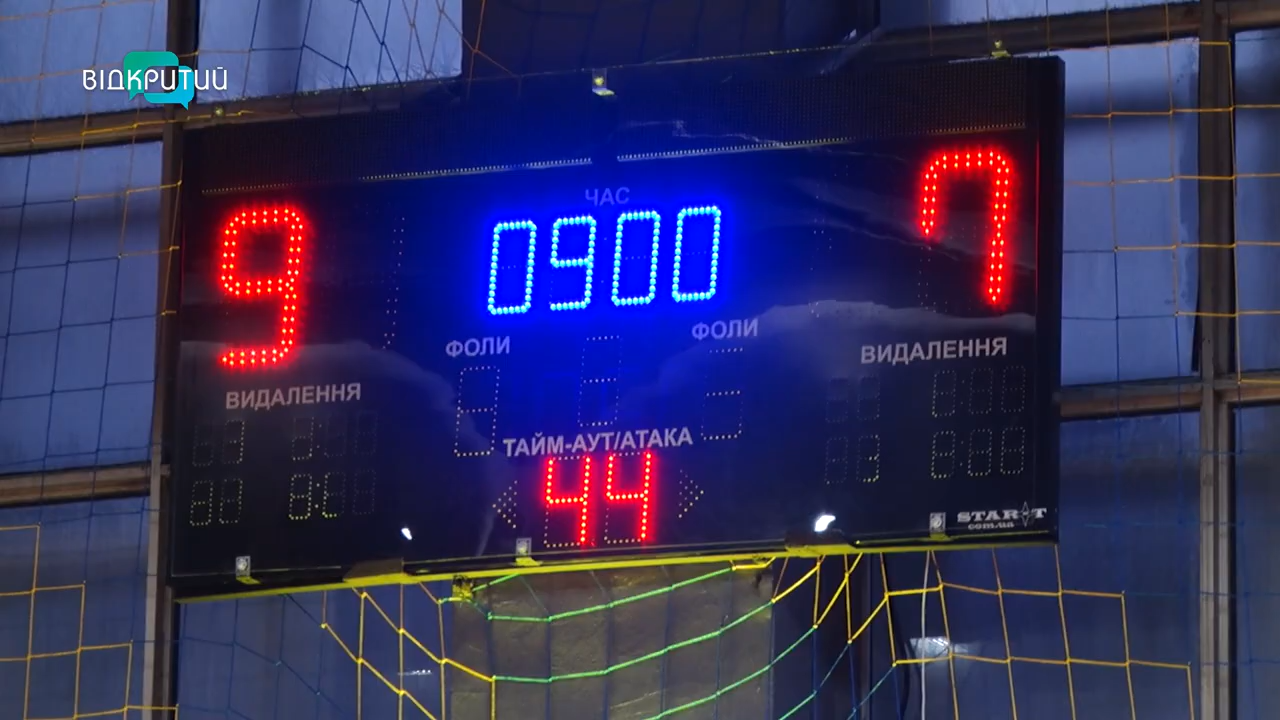 ВІДКРИТИЙ
ЧАС
9
0900
7
ФОЛИ
ФОЛИ
ВИДАЛЕННЯ
ВИДАЛЕННЯ
ТАЙМ-АУТ/АТАКА
44
START
com.ua